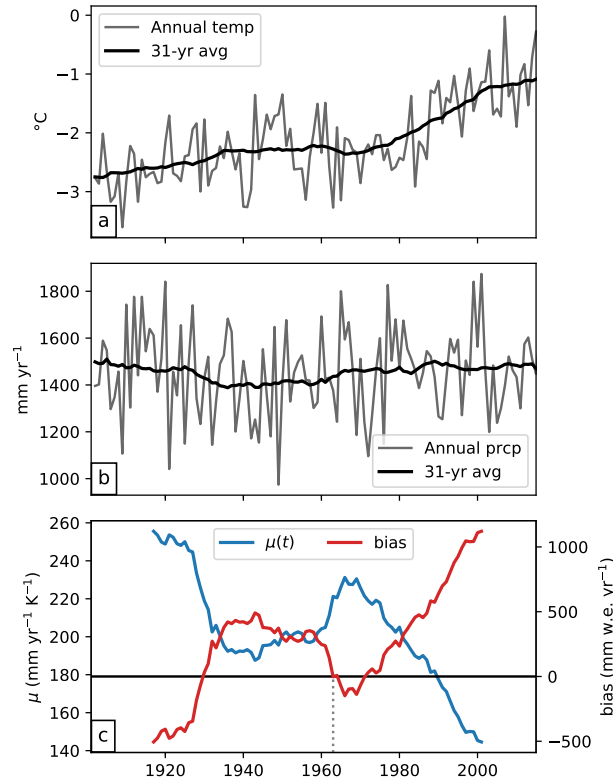 0
−1
−2
−3
°C
Annual temp
31-yr avg
a
1800
1600
1400
1200
1000
mm yr⁻¹
Annual prcp
31-yr avg
b
260
240
220
200
180
160
140
μ (mm yr⁻¹ K⁻¹)
μ(t)
bias
1000
500
0
−500
bias (mm w.e. yr⁻¹)
c
1920
1940
1960
1980
2000